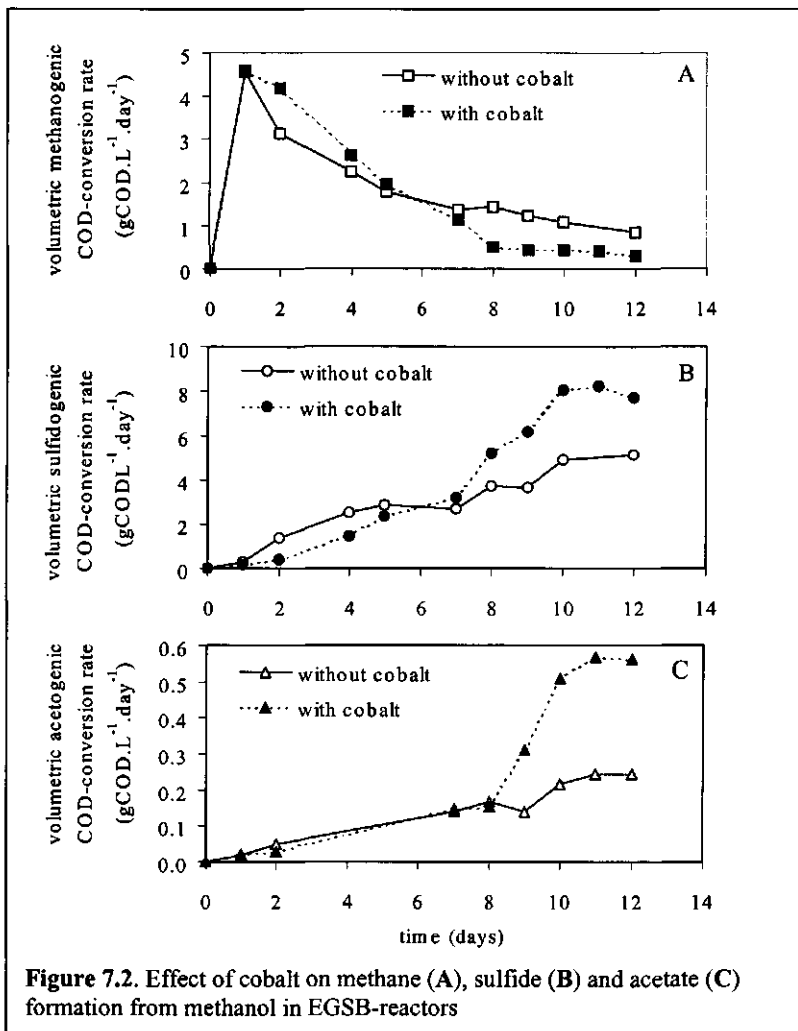 volumetric methanogenic
COD-conversion rate
(gCOD.L⁻¹.day⁻¹)
5
4
3
2
1
0
without cobalt
with cobalt
A
0 2 4 6 8 10 12 14
volumetric sulfidogenic
COD-conversion rate
(gCODL⁻¹.day⁻¹)
10
8
6
4
2
0
without cobalt
with cobalt
B
0 2 4 6 8 10 12 14
volumetric acetogenic
COD-conversion rate
(gCOD.L⁻¹.day⁻¹)
0.6
0.5
0.4
0.3
0.2
0.1
0.0
without cobalt
with cobalt
C
0 2 4 6 8 10 12 14
time (days)
Figure 7.2. Effect of cobalt on methane (A), sulfide (B) and acetate (C)
formation from methanol in EGSB-reactors